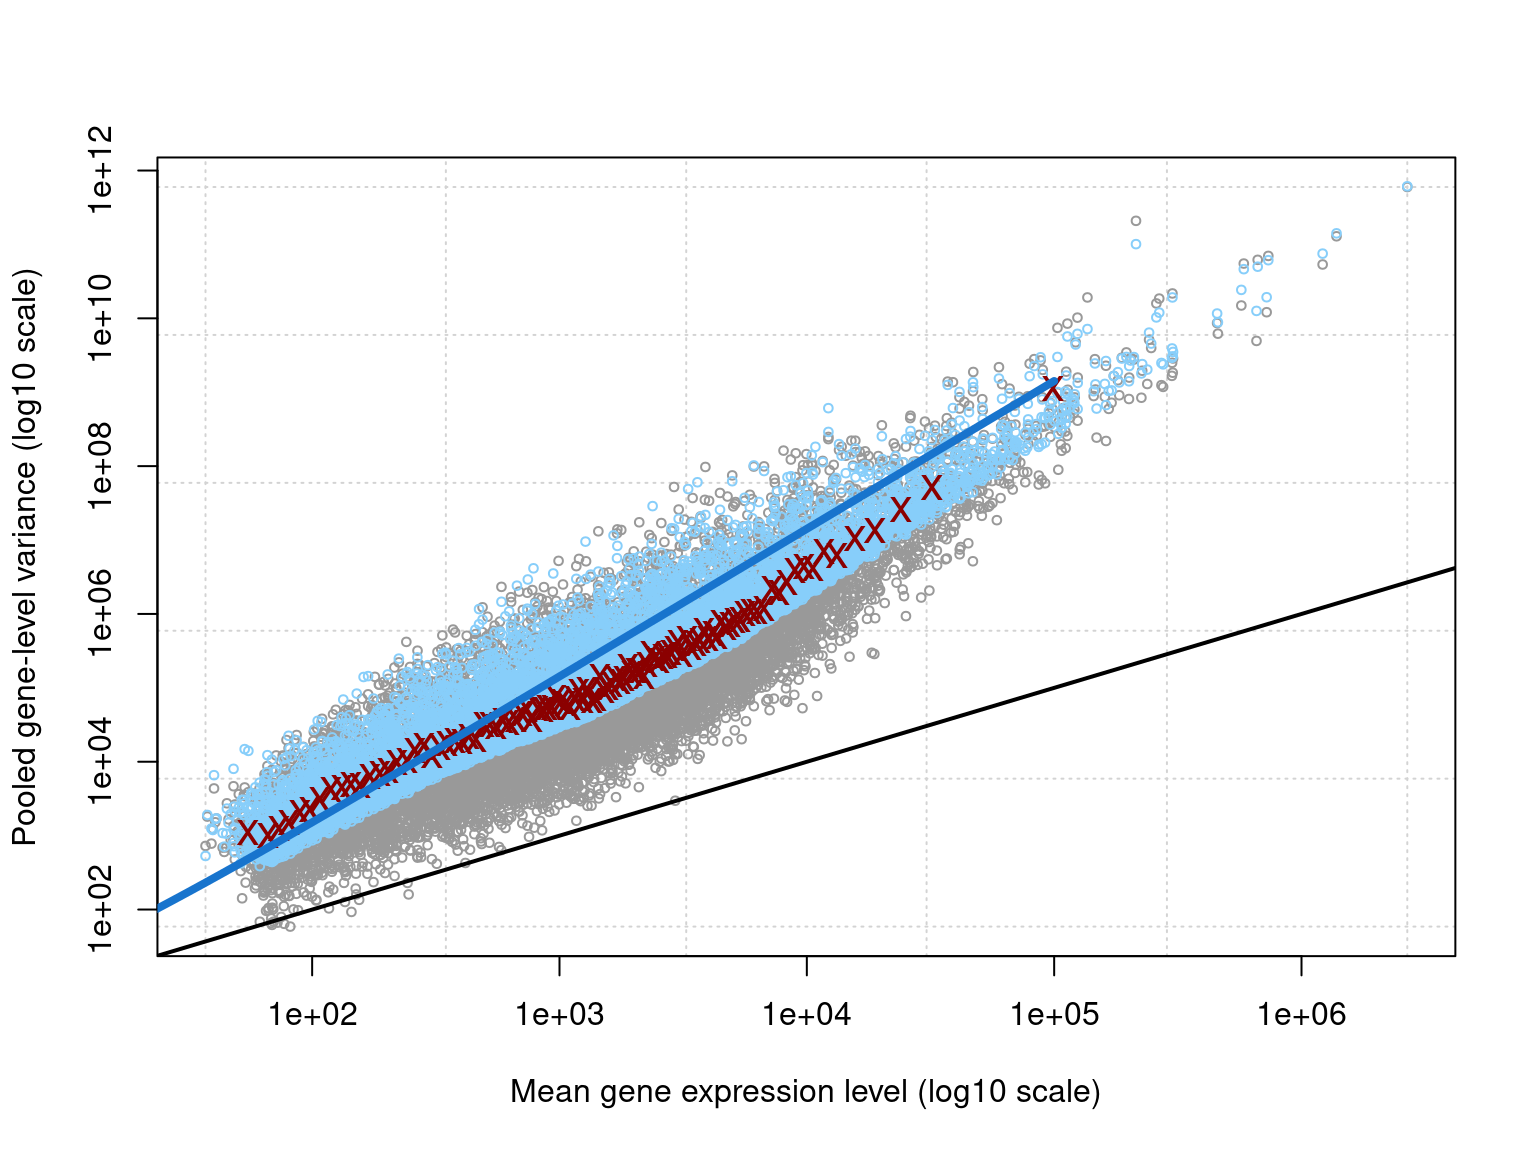 Pooled gene-level variance (log10 scale)
1e+12
1e+10
1e+08
1e+06
1e+04
1e+02
1e+02 1e+03 1e+04 1e+05 1e+06
Mean gene expression level (log10 scale)